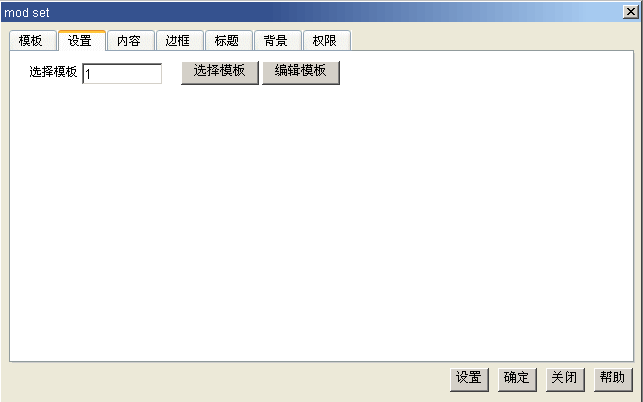 mod set
模板 设置 内容 边框 标题 背景 权限
选择模板 1 选择模板 编辑模板
设置 确定 关闭 帮助